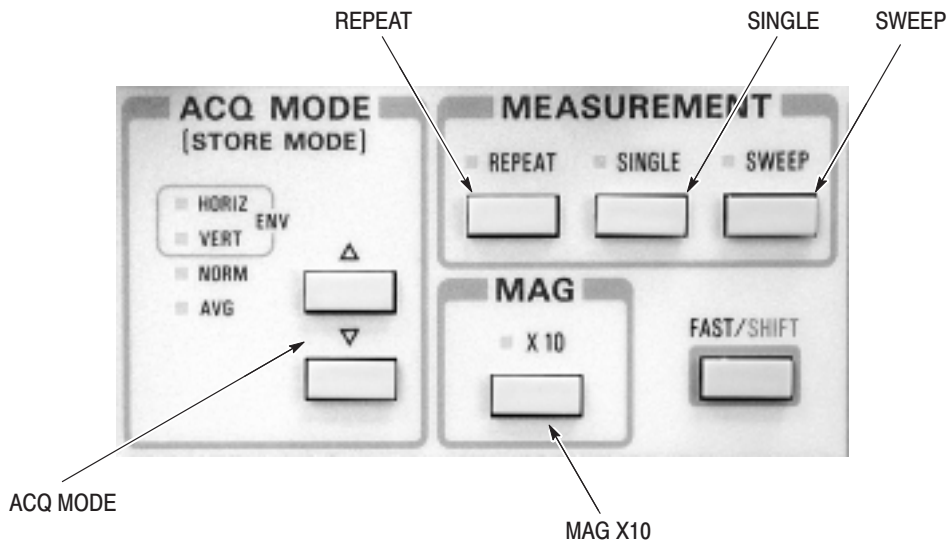 REPEAT
SINGLE
SWEEP
ACQ MODE
[STORE MODE]
HORIZ
VERT
ENV
NORM
AVG
MEASUREMENT
REPEAT
SINGLE
SWEEP
MAG
X 10
FAST/SHIFT
ACQ MODE
MAG X10